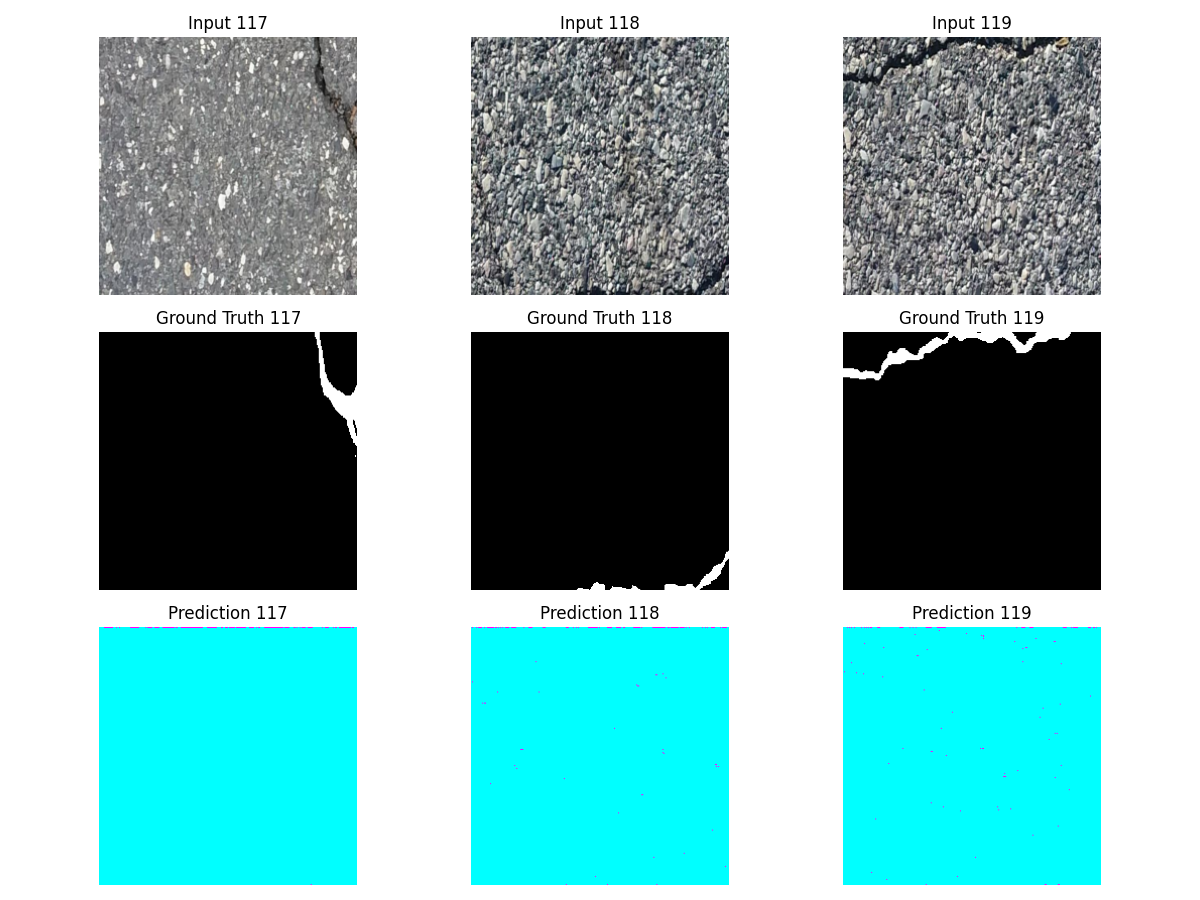 Input 117
Input 118
Input 119
Ground Truth 117
Ground Truth 118
Ground Truth 119
Prediction 117
Prediction 118
Prediction 119